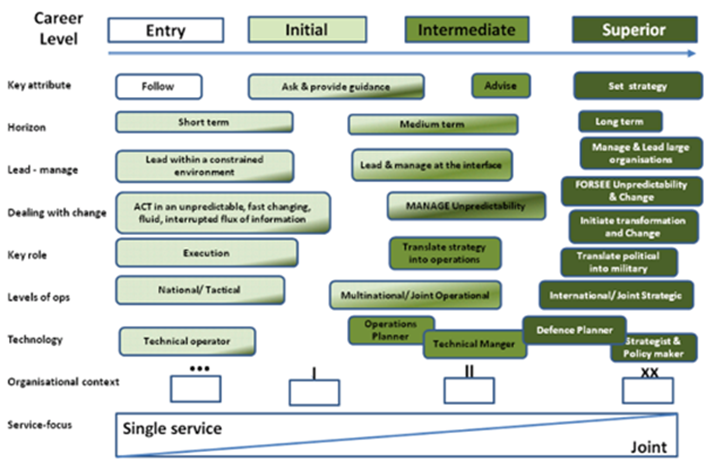 Career
Level
Entry
Initial
Intermediate
Superior
Key attribute
Follow
Ask & provide guidance
Advise
Set strategy
Horizon
Short term
Medium term
Long term
Lead - manage
Lead within a constrained
environment
Lead & manage at the interface
Manage & Lead large
organisations
Dealing with change
ACT in an unpredictable, fast changing,
fluid, interrupted flux of information
MANAGE Unpredictability
FORSEE Unpredictability
& Change
Initiate transformation
and Change
Key role
Execution
Translate strategy
into operations
Translate political
into military
Levels of ops
National/ Tactical
Multinational/ Joint Operational
International/ Joint Strategic
Technology
Technical operator
Operations
Planner
Technical Manger
Defence Planner
Strategist &
Policy maker
Organisational context
•••
I
II
XX
Service-focus
Single service
Joint